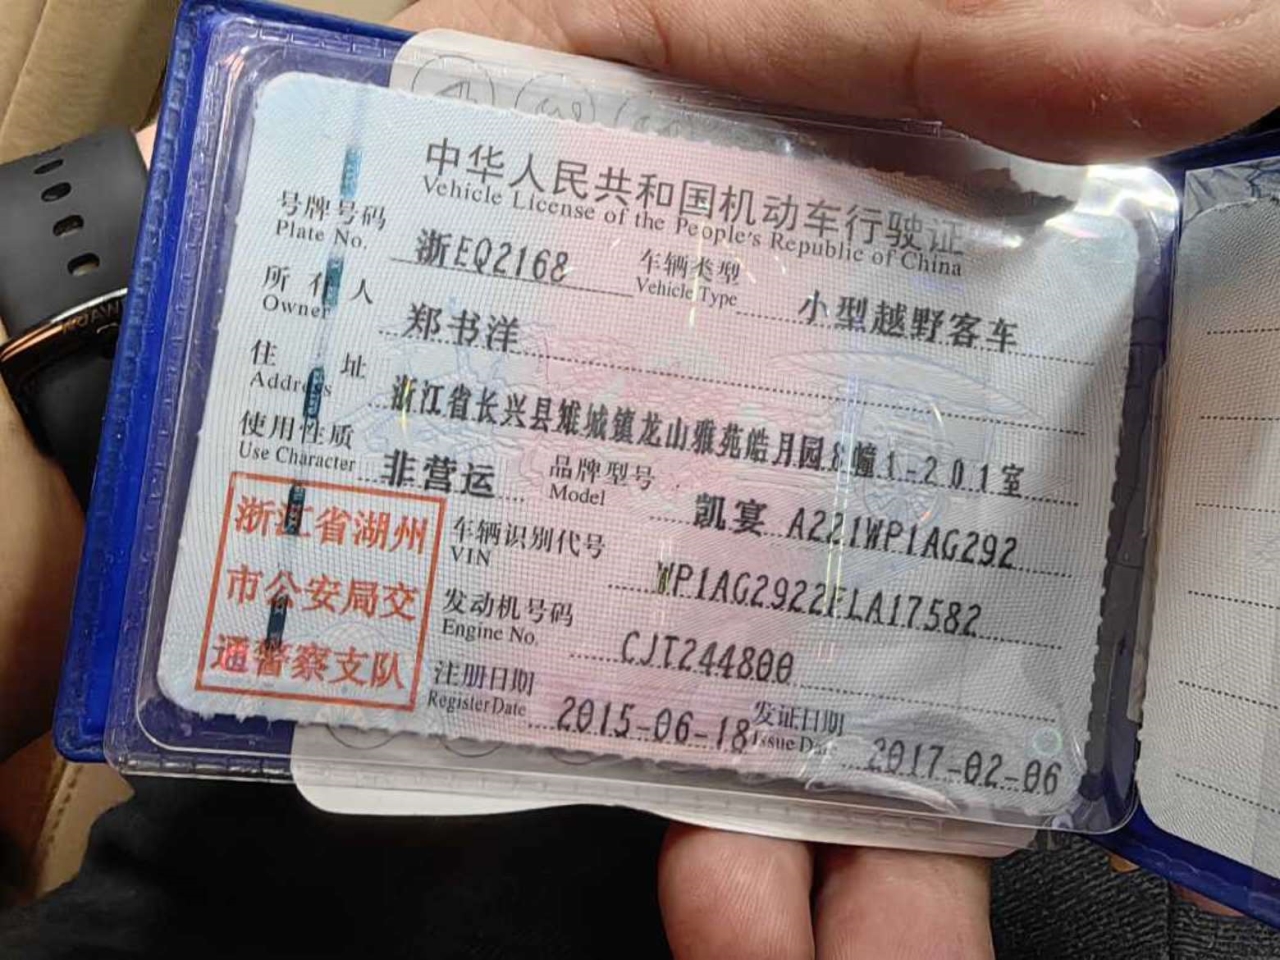 中华人民共和国机动车行驶证
Vehicle License of the People's Republic of China
号牌号码 浙EQ2168 车辆类型 小型越野客车
Plate No. Vehicle Type
所有人 郑书洋
Owner
住址 浙江省长兴县雉城镇龙山雅苑皓月园8幢1-201室
Address
使用性质 非营运 品牌型号 凯宴 A221WP1AG292
Use Character Model
车辆识别代号 WP1AG2922FLA17582
VIN
发动机号码 CJT244800
Engine No.
注册日期 2015-06-18 发证日期 2017-02-06
Register Date Issue Date
浙江省湖州
市公安局交
通警察支队